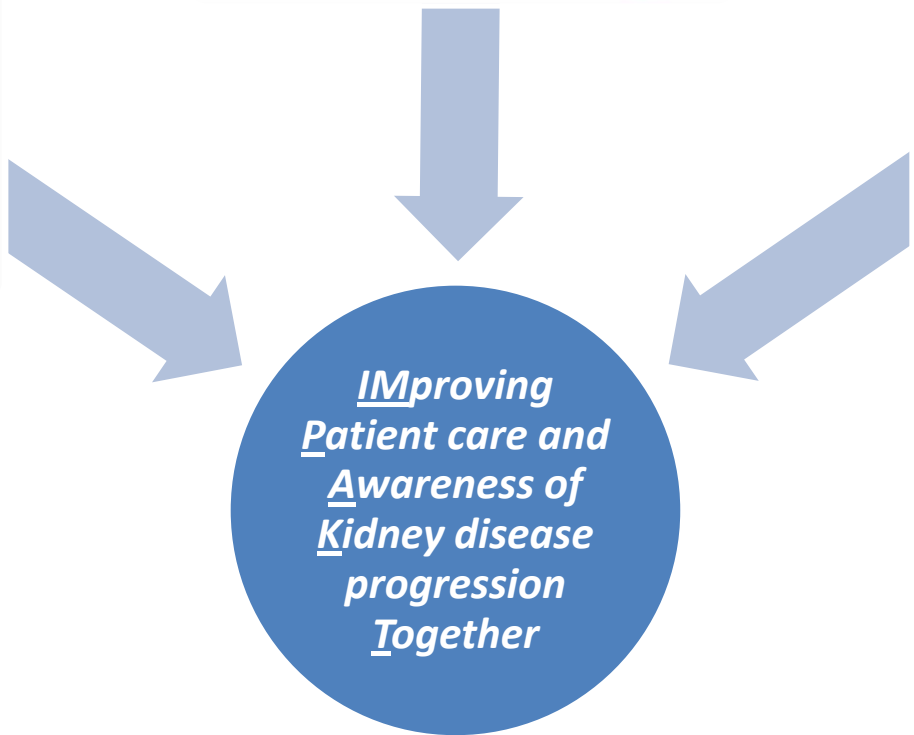 IMproving
Patient care and
Awareness of
Kidney disease
progression
Together